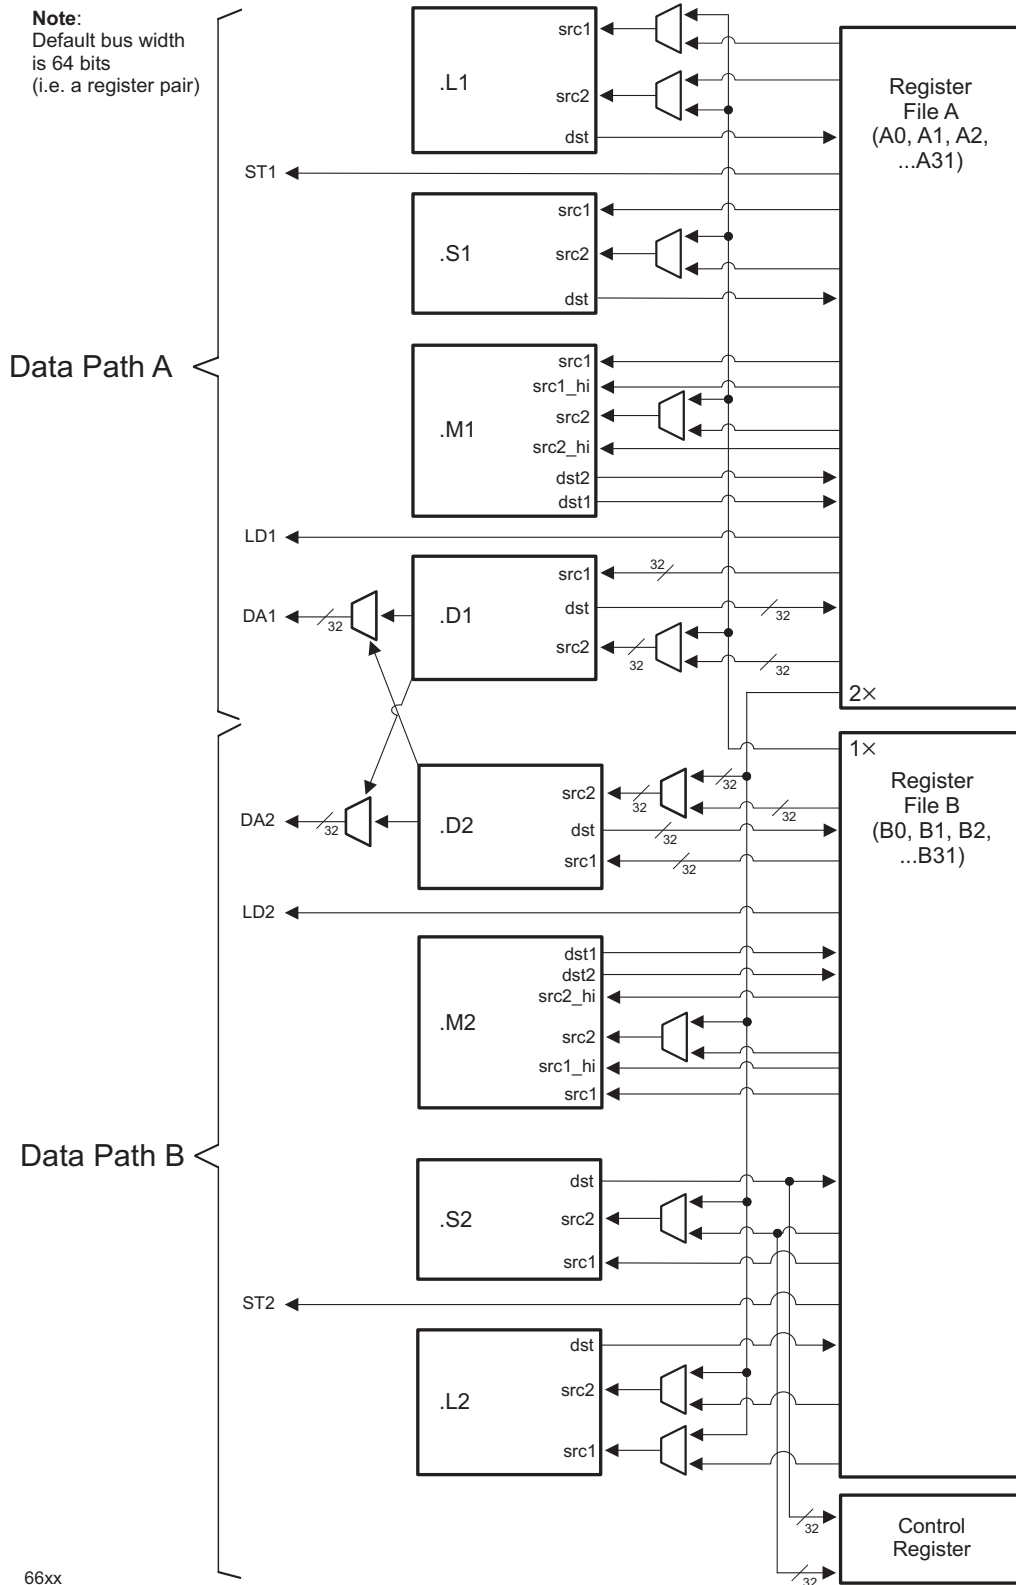 Note:
Default bus width
is 64 bits
(i.e. a register pair)
src1
.L1
src2
dst
Register
File A
(A0, A1, A2,
...A31)
ST1
src1
.S1
src2
dst
Data Path A
src1
src1_hi
.M1
src2
src2_hi
dst2
dst1
LD1
src1
32
DA1
32
.D1
dst
32
src2
32
32
2×
1×
Register
File B
(B0, B1, B2,
...B31)
DA2
32
.D2
src2
32
32
32
dst
32
src1
32
LD2
dst1
dst2
src2_hi
.M2
src2
src1_hi
src1
Data Path B
dst
.S2
src2
src1
ST2
dst
.L2
src2
src1
32
Control
Register
32
66xx